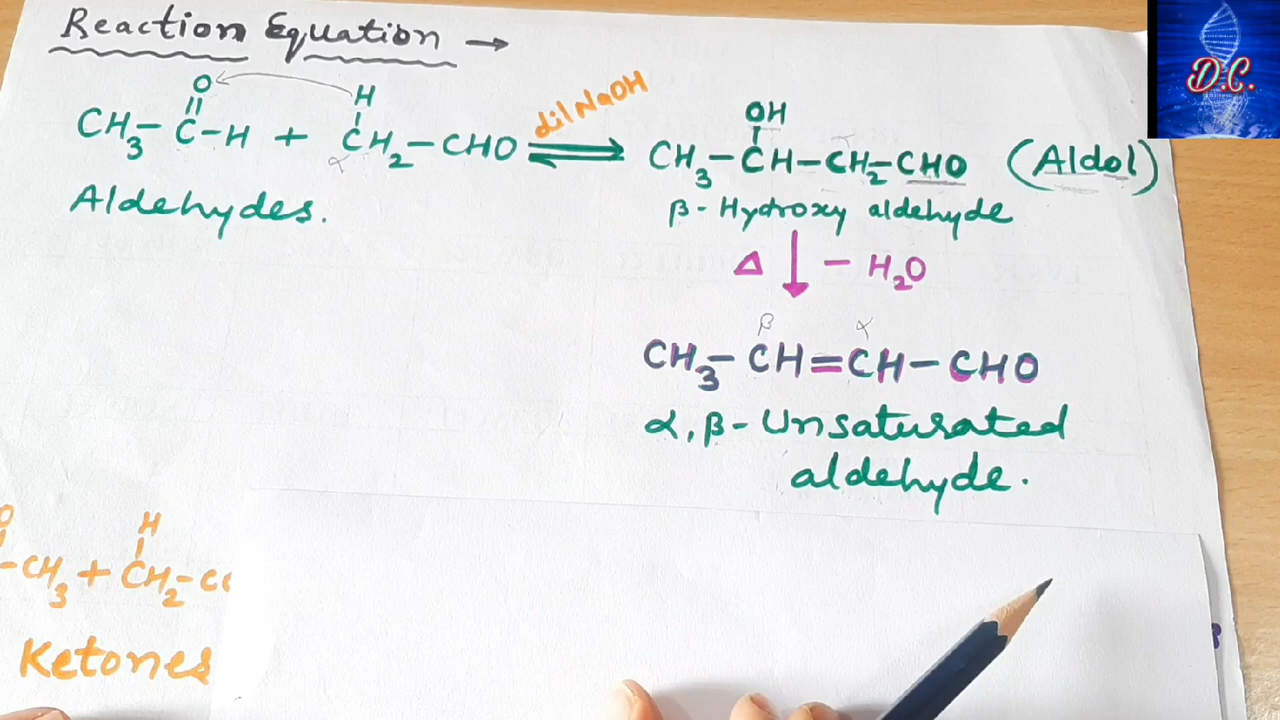 Reaction Equation →
D.C.
O H
||
CH3–C–H + CH2–CHO dil NaOH ⇌ CH3–CH–CH2–CHO (Aldol)
α
OH
Aldehydes.
β-Hydroxy aldehyde
Δ ↓ – H2O
β α
CH3–CH=CH–CHO
α, β-Unsaturated
aldehyde.
O H
–CH3 + CH2–C
Ketones